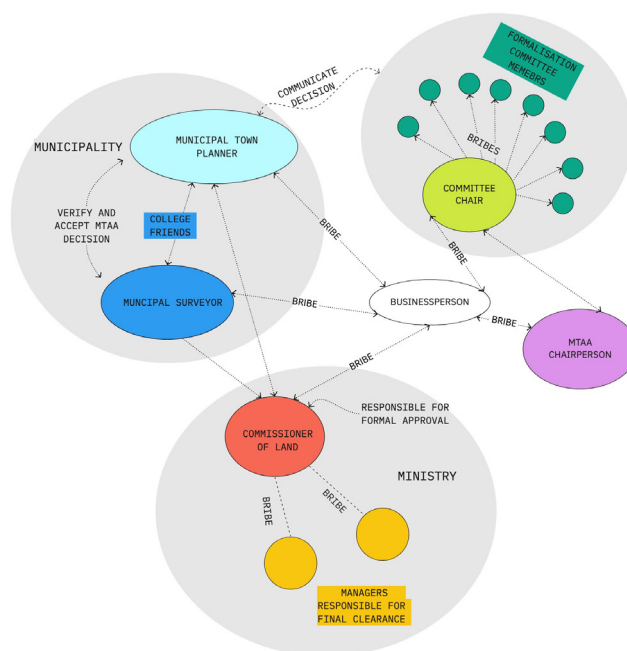 FORMALISATION
COMMITTEE
MEMEBRS
COMMUNICATE
DECISION
MUNICIPALITY
MUNICIPAL TOWN
PLANNER
BRIBES
COMMITTEE
CHAIR
VERIFY AND
ACCEPT MTAA
DECISION
COLLEGE
FRIENDS
BRIBE
BRIBE
MUNCIPAL SURVEYOR
BRIBE
BUSINESSPERSON
BRIBE
MTAA
CHAIRPERSON
BRIBE
RESPONSIBLE FOR
FORMAL APPROVAL
COMMISSIONER
OF LAND
MINISTRY
BRIBE
BRIBE
MANAGERS
RESPONSIBLE FOR
FINAL CLEARANCE